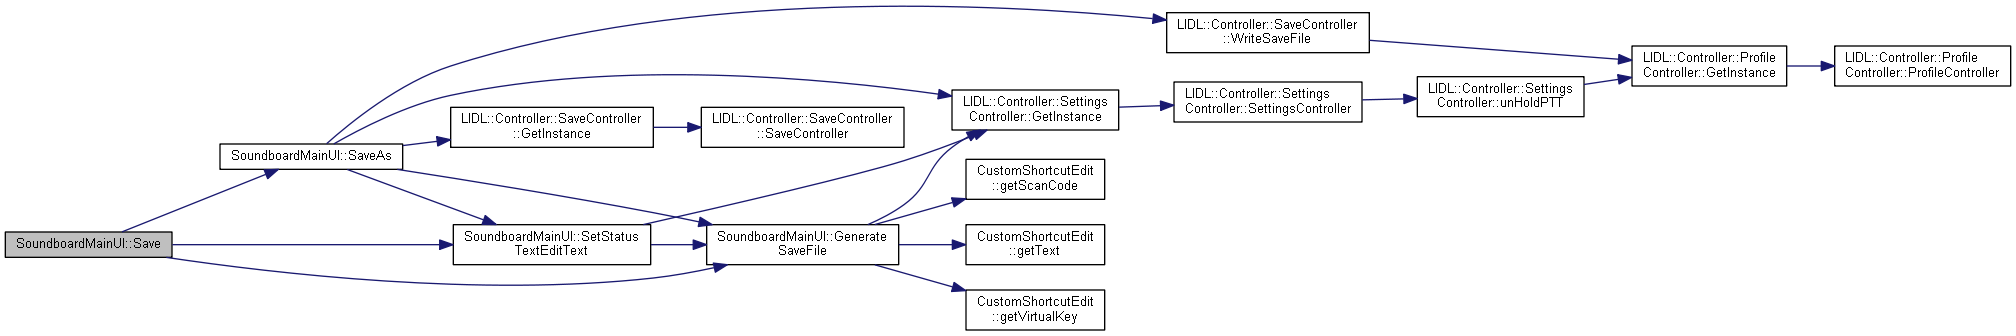 SoundboardMainUI::Save
SoundboardMainUI::SaveAs
LIDL::Controller::SaveController
::GetInstance
SoundboardMainUI::SetStatus
TextEditText
LIDL::Controller::SaveController
::SaveController
SoundboardMainUI::Generate
SaveFile
LIDL::Controller::Settings
Controller::GetInstance
CustomShortcutEdit
::getScanCode
CustomShortcutEdit
::getText
CustomShortcutEdit
::getVirtualKey
LIDL::Controller::SaveController
::WriteSaveFile
LIDL::Controller::Settings
Controller::SettingsController
LIDL::Controller::Settings
Controller::unHoldPTT
LIDL::Controller::Profile
Controller::GetInstance
LIDL::Controller::Profile
Controller::ProfileController